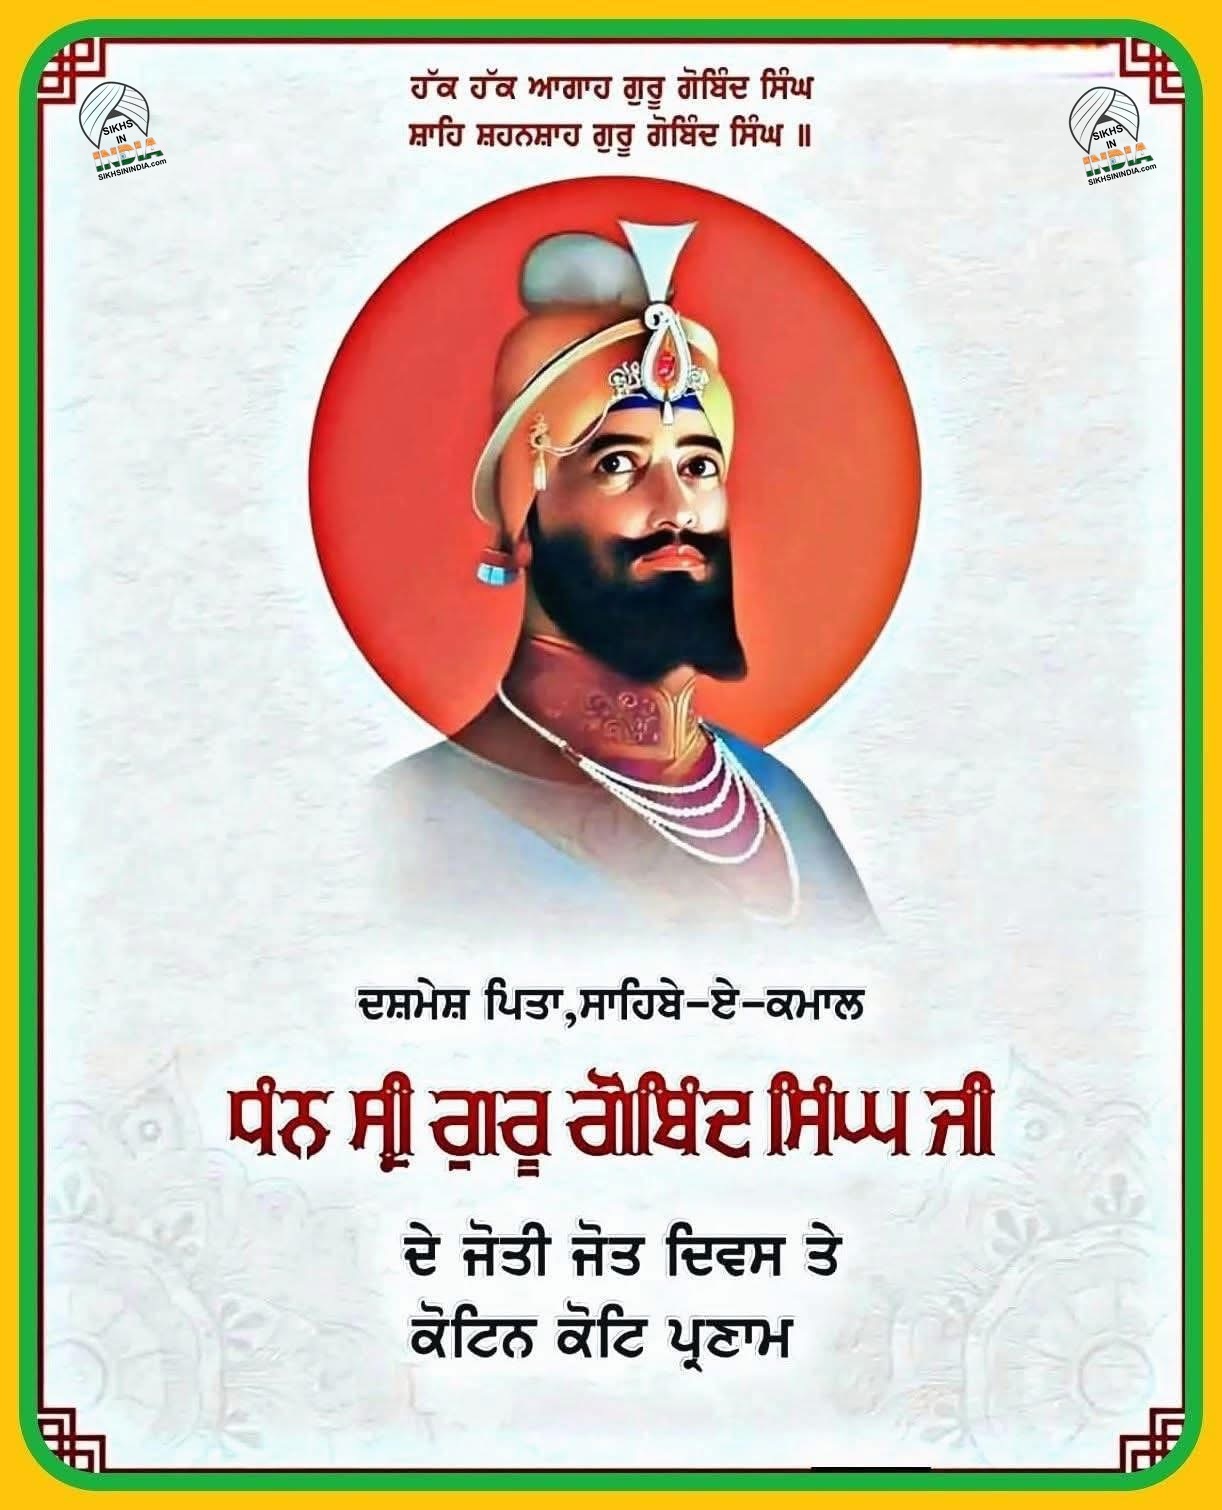 ਹੱਕ ਹੱਕ ਆਗਾਹ ਗੁਰੂ ਗੋਬਿੰਦ ਸਿੰਘ
ਸ਼ਾਹਿ ਸ਼ਹਨਸ਼ਾਹ ਗੁਰੂ ਗੋਬਿੰਦ ਸਿੰਘ ॥
SIKHS
IN
INDIA
SIKHSININDIA.com
SIKHS
IN
INDIA
SIKHSININDIA.com
ਦਸ਼ਮੇਸ਼ ਪਿਤਾ,ਸਾਹਿਬੇ-ਏ-ਕਮਾਲ
ਧੰਨ ਸ੍ਰੀ ਗੁਰੂ ਗੋਬਿੰਦ ਸਿੰਘ ਜੀ
ਦੇ ਜੋਤੀ ਜੋਤ ਦਿਵਸ ਤੇ
ਕੋਟਿਨ ਕੋਟਿ ਪ੍ਰਣਾਮ